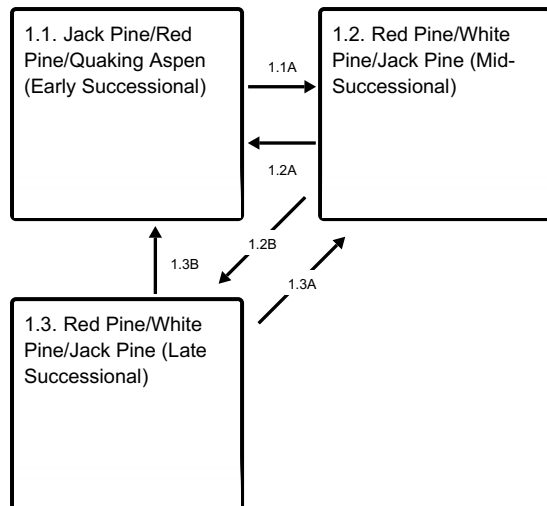 1.1. Jack Pine/Red
Pine/Quaking Aspen
(Early Successional)
1.1A
1.2. Red Pine/White
Pine/Jack Pine (Mid-
Successional)
1.2A
1.2B
1.3B
1.3A
1.3. Red Pine/White
Pine/Jack Pine (Late
Successional)